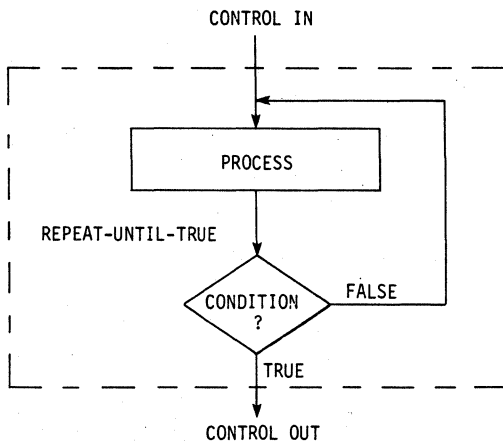 CONTROL IN
PROCESS
REPEAT-UNTIL-TRUE
CONDITION
?
FALSE
TRUE
CONTROL OUT